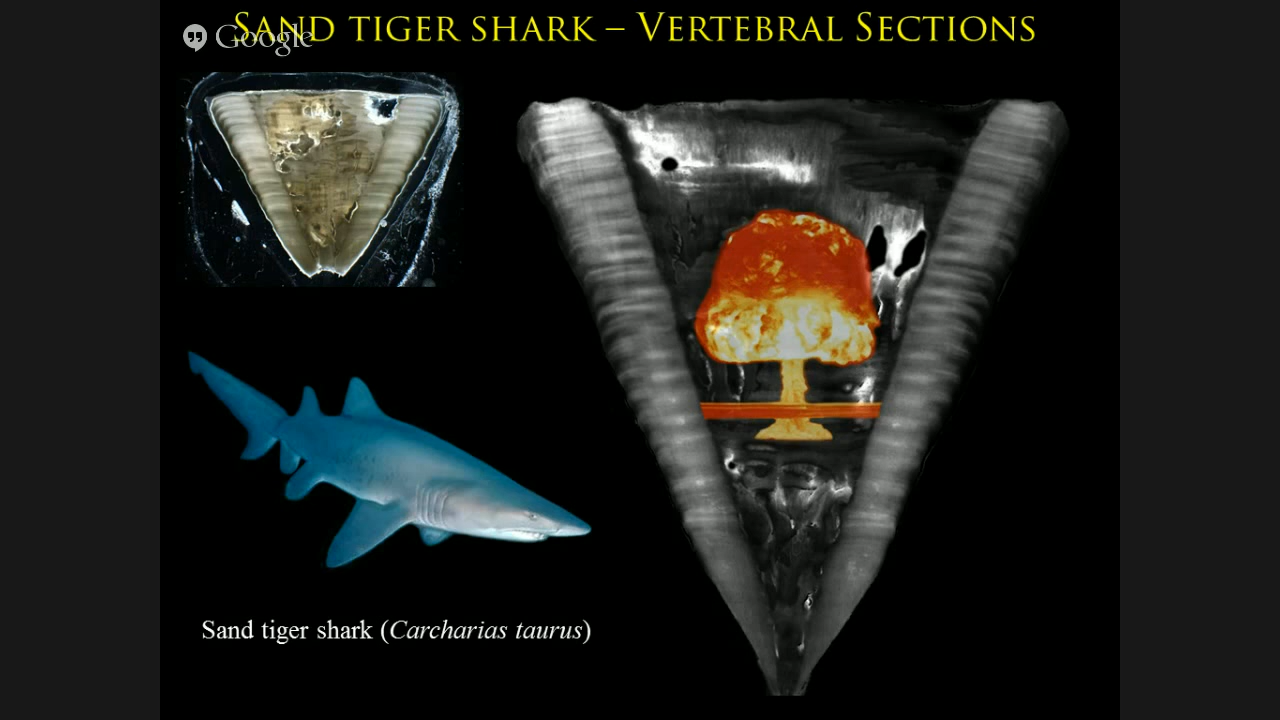 Sand tiger shark – Vertebral Sections
Google
Sand tiger shark (Carcharias taurus)